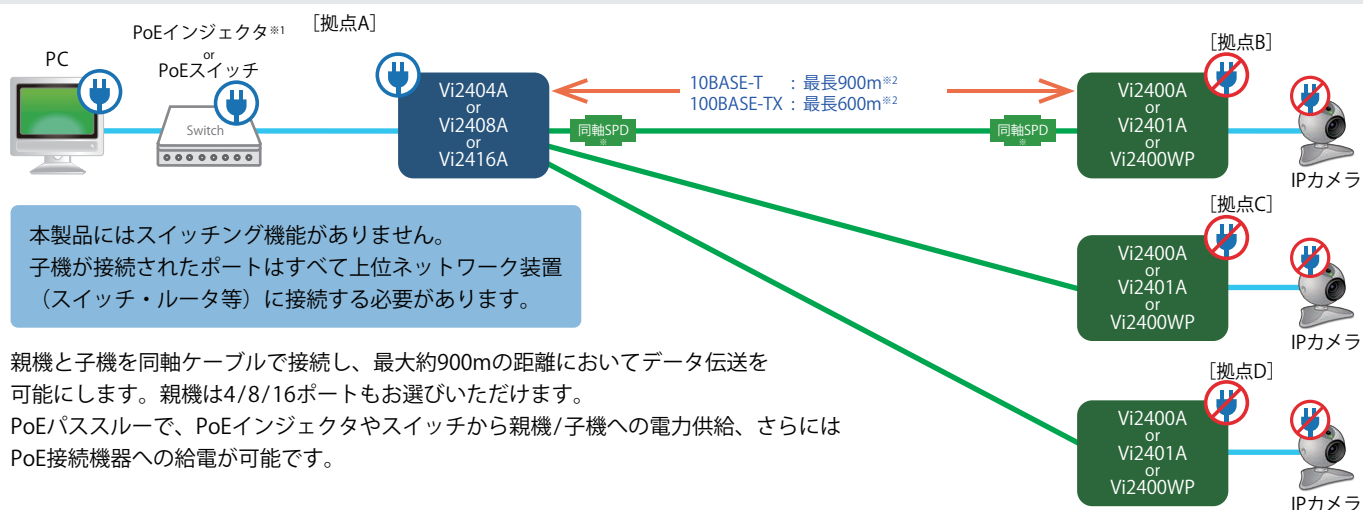 PoEインジェクタ※1
or
PoEスイッチ
［拠点A］
PC
Switch
Vi2404A
or
Vi2408A
or
Vi2416A
10BASE-T ：最長900m※2
100BASE-TX：最長600m※2
同軸SPD
※
同軸SPD
※
［拠点B］
Vi2400A
or
Vi2401A
or
Vi2400WP
IPカメラ
本製品にはスイッチング機能がありません。
子機が接続されたポートはすべて上位ネットワーク装置
（スイッチ・ルータ等）に接続する必要があります。
［拠点C］
Vi2400A
or
Vi2401A
or
Vi2400WP
IPカメラ
親機と子機を同軸ケーブルで接続し、最大約900mの距離においてデータ伝送を
可能にします。親機は4/8/16ポートもお選びいただけます。
PoEパススルーで、PoEインジェクタやスイッチから親機/子機への電力供給、さらには
PoE接続機器への給電が可能です。
［拠点D］
Vi2400A
or
Vi2401A
or
Vi2400WP
IPカメラ